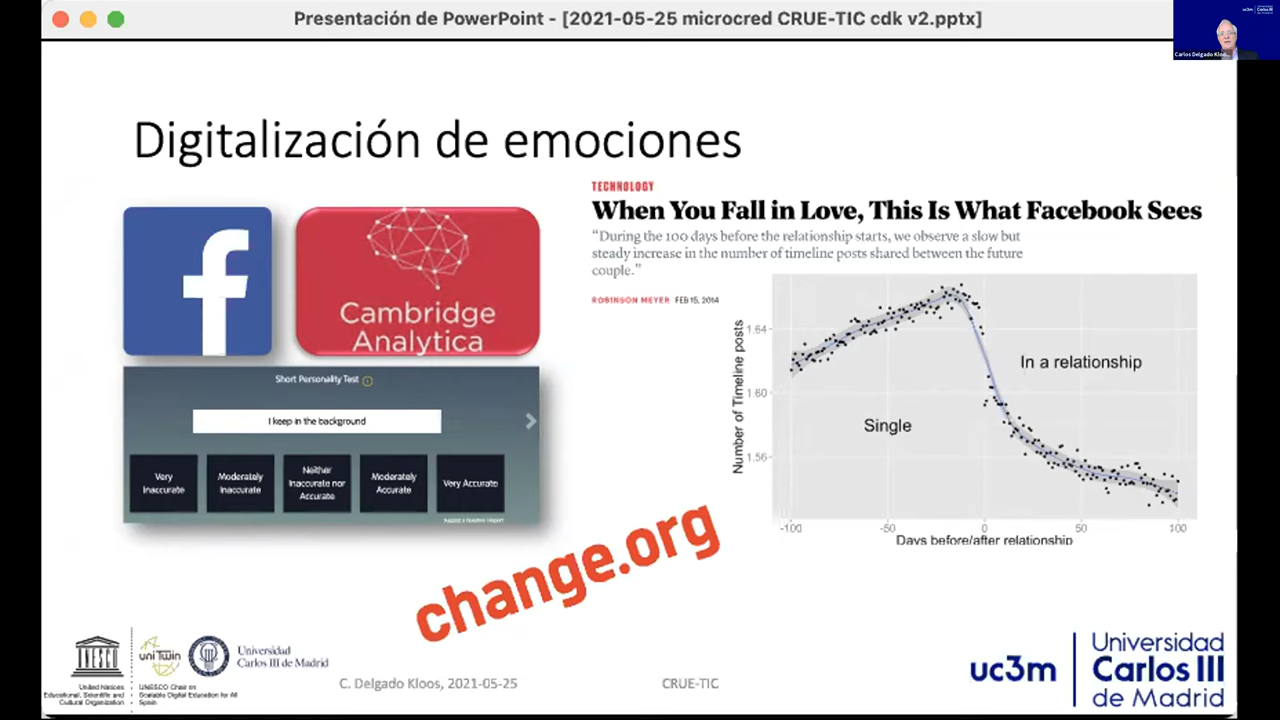 Presentación de PowerPoint - [2021-05-25 microcred CRUE-TIC cdk v2.pptx]
uc3m
Carlos III
Carlos Delgado Kloo...
Digitalización de emociones
f
Cambridge
Analytica
Short Personality Test
I keep in the background
Very
Inaccurate
Moderately
Inaccurate
Neither
Inaccurate nor
Accurate
Moderately
Accurate
Very Accurate
TECHNOLOGY
When You Fall in Love, This Is What Facebook Sees
“During the 100 days before the relationship starts, we observe a slow but
steady increase in the number of timeline posts shared between the future
couple.”
ROBINSON MEYER FEB 15, 2014
Number of Timeline posts
1.64
1.60
1.56
In a relationship
Single
-100
-50
0
50
100
Days before/after relationship
change.org
UNESCO
United Nations
Educational, Scientific and
Cultural Organization
uniTwin
UNESCO Chair on
Scalable Digital Education for All
Spain
Universidad
Carlos III de Madrid
C. Delgado Kloos, 2021-05-25
CRUE-TIC
uc3m
Universidad
Carlos III
de Madrid